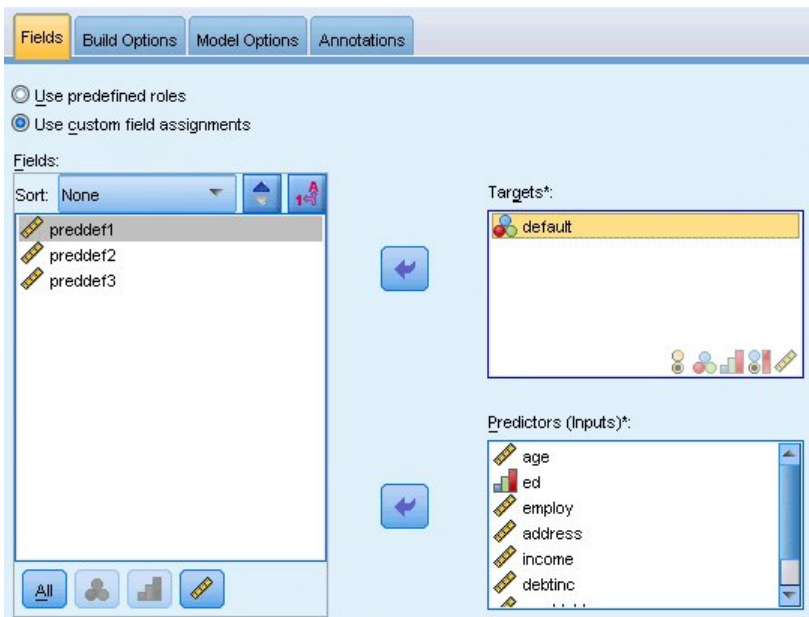 Fields Build Options Model Options Annotations
Use predefined roles
Use custom field assignments
Fields:
Sort: None
A
1
preddef1
preddef2
preddef3
All
Targets*:
default
Predictors (Inputs)*:
age
ed
employ
address
income
debtinc